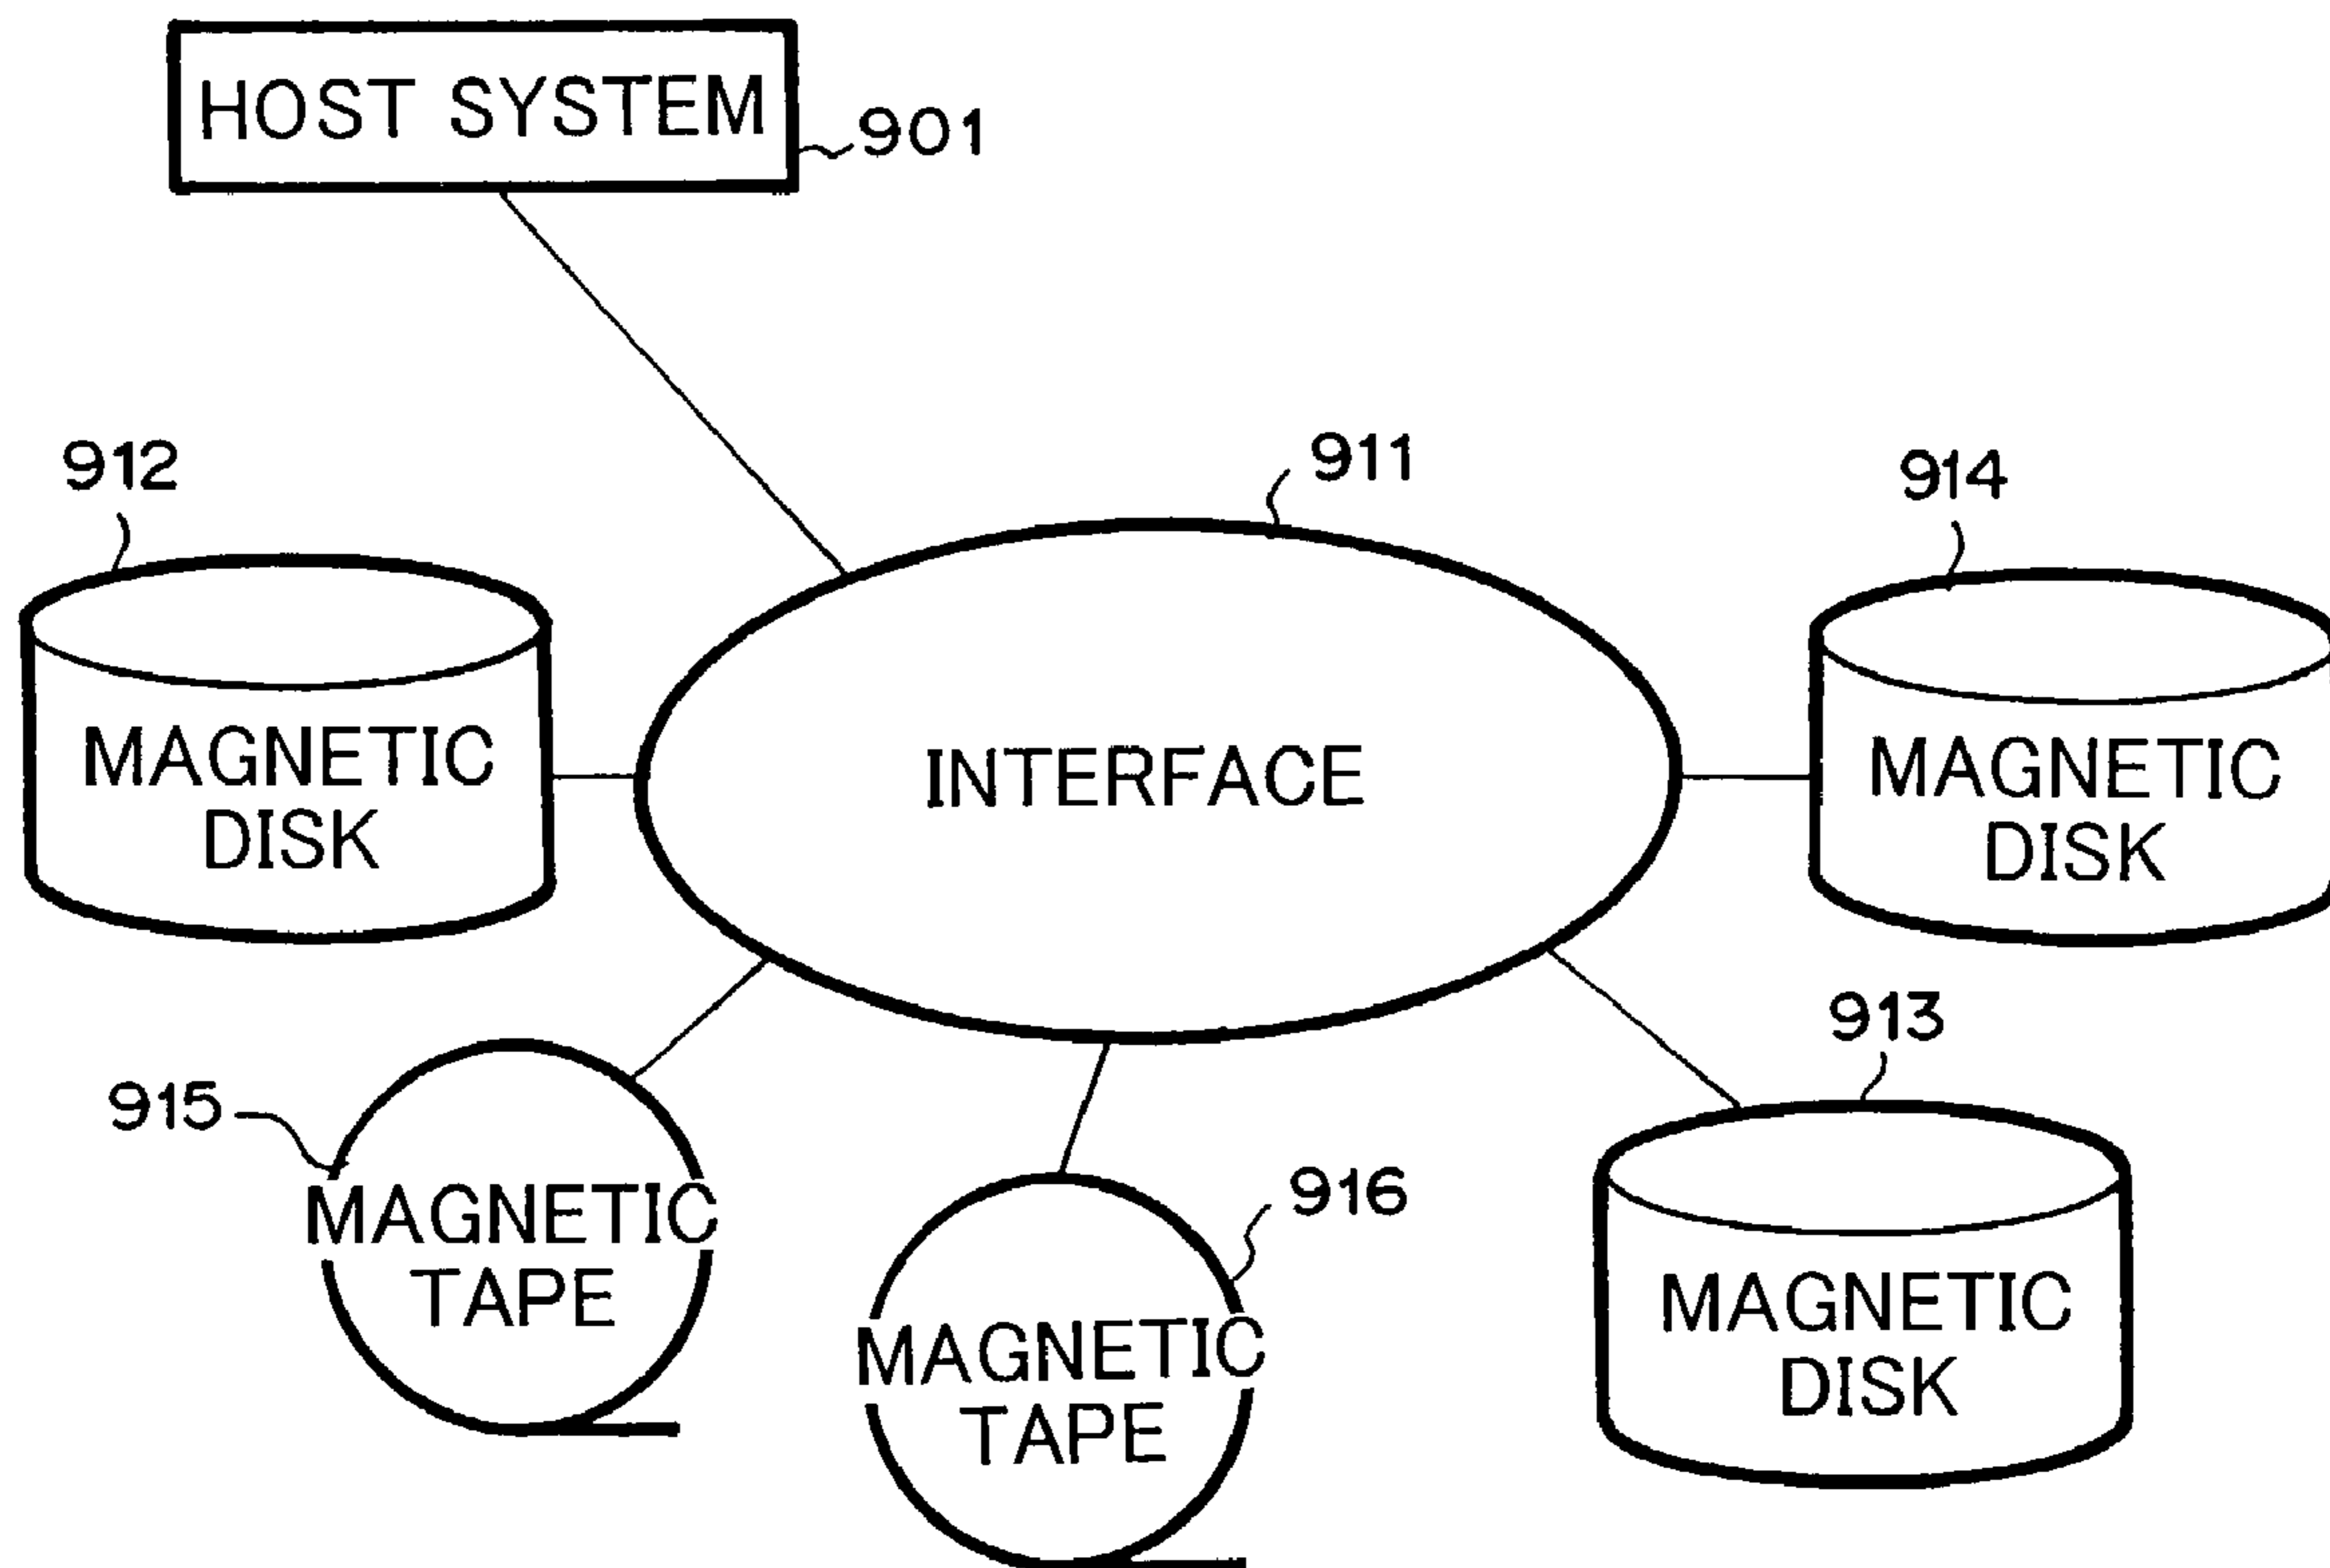 HOST SYSTEM
901
912
911
914
MAGNETIC
DISK
INTERFACE
MAGNETIC
DISK
913
915
MAGNETIC
TAPE
916
MAGNETIC
TAPE
MAGNETIC
DISK